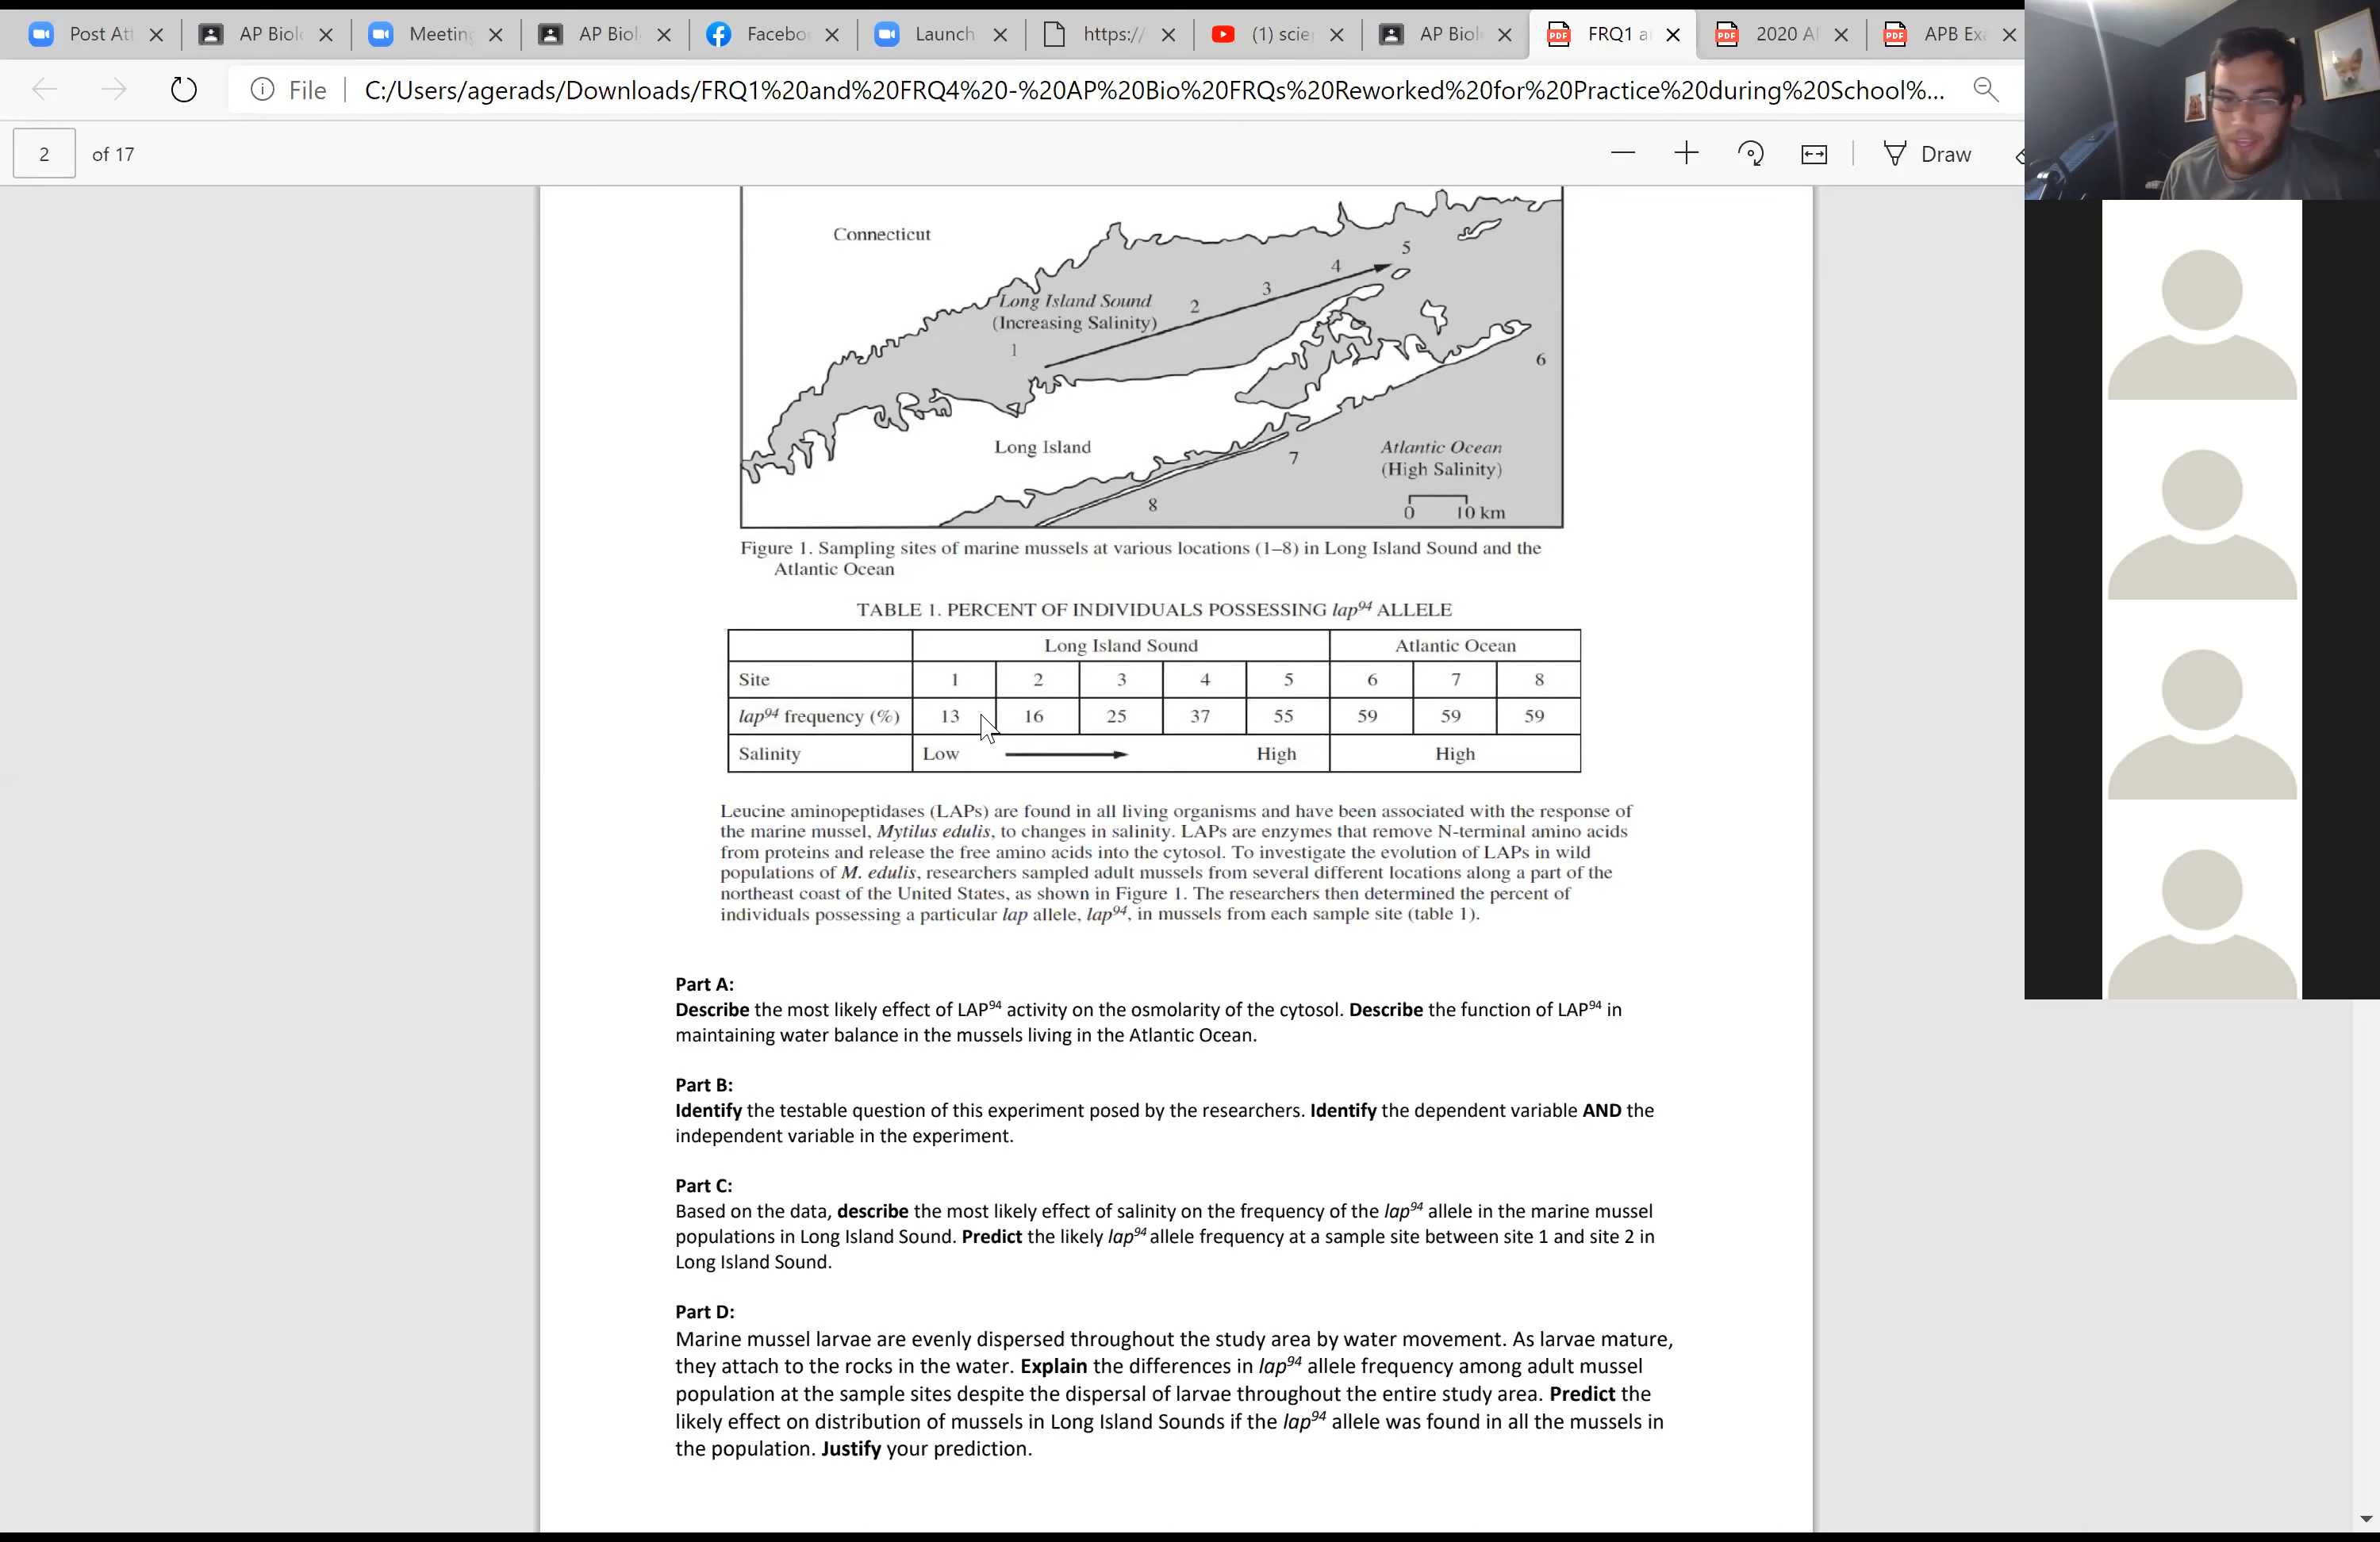 Post Att
AP Biolo
Meeting
AP Biol
Facebo
Launch
https://
(1) scie
AP Biol
FRQ1 a
2020 A
APB Ex
File
C:/Users/agerads/Downloads/FRQ1%20and%20FRQ4%20-%20AP%20Bio%20FRQs%20Reworked%20for%20Practice%20during%20School%...
2 of 17
Draw
Connecticut
Long Island Sound
(Increasing Salinity)
1
2
3
4
5
6
Long Island
Atlantic Ocean
(High Salinity)
7
8
0 10 km
Figure 1. Sampling sites of marine mussels at various locations (1–8) in Long Island Sound and the
Atlantic Ocean
TABLE 1. PERCENT OF INDIVIDUALS POSSESSING lap94 ALLELE
Long Island Sound Atlantic Ocean
Site 1 2 3 4 5 6 7 8
lap94 frequency (%) 13 16 25 37 55 59 59 59
Salinity Low High High
Leucine aminopeptidases (LAPs) are found in all living organisms and have been associated with the response of
the marine mussel, Mytilus edulis, to changes in salinity. LAPs are enzymes that remove N-terminal amino acids
from proteins and release the free amino acids into the cytosol. To investigate the evolution of LAPs in wild
populations of M. edulis, researchers sampled adult mussels from several different locations along a part of the
northeast coast of the United States, as shown in Figure 1. The researchers then determined the percent of
individuals possessing a particular lap allele, lap94, in mussels from each sample site (table 1).
Part A:
Describe the most likely effect of LAP94 activity on the osmolarity of the cytosol. Describe the function of LAP94 in
maintaining water balance in the mussels living in the Atlantic Ocean.
Part B:
Identify the testable question of this experiment posed by the researchers. Identify the dependent variable AND the
independent variable in the experiment.
Part C:
Based on the data, describe the most likely effect of salinity on the frequency of the lap94 allele in the marine mussel
populations in Long Island Sound. Predict the likely lap94 allele frequency at a sample site between site 1 and site 2 in
Long Island Sound.
Part D:
Marine mussel larvae are evenly dispersed throughout the study area by water movement. As larvae mature,
they attach to the rocks in the water. Explain the differences in lap94 allele frequency among adult mussel
population at the sample sites despite the dispersal of larvae throughout the entire study area. Predict the
likely effect on distribution of mussels in Long Island Sounds if the lap94 allele was found in all the mussels in
the population. Justify your prediction.